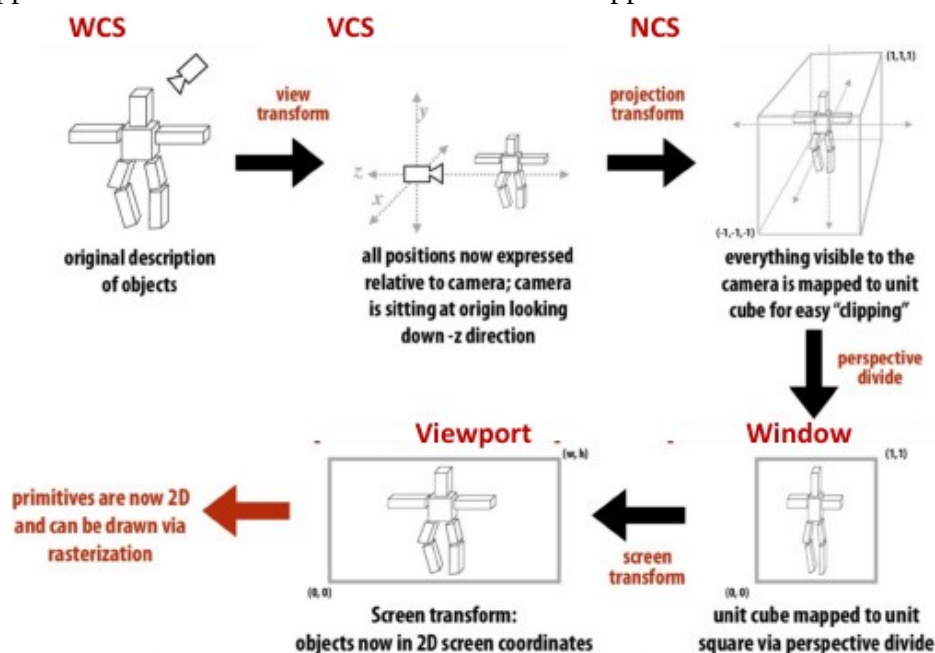 WCS
VCS
NCS
view
transform
projection
transform
(1,1,1)
y
z
x
(-1,-1,-1)
original description
of objects
all positions now expressed
relative to camera; camera
is sitting at origin looking
down -z direction
everything visible to the
camera is mapped to unit
cube for easy “clipping”
perspective
divide
Viewport
Window
(w, h)
(1, 1)
primitives are now 2D
and can be drawn via
rasterization
screen
transform
(0, 0)
(0, 0)
Screen transform:
objects now in 2D screen coordinates
unit cube mapped to unit
square via perspective divide